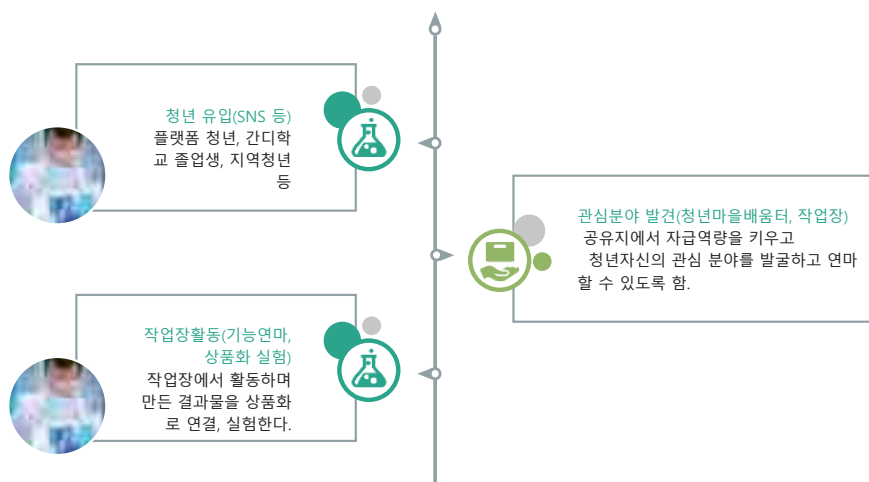 청년 유입(SNS 등)
플랫폼 청년, 간디학
교 졸업생, 지역청년
등
관심분야 발견(청년마을배움터, 작업장)
공유지에서 자급역량을 키우고
청년자신의 관심 분야를 발굴하고 연마
할 수 있도록 함.
작업장활동(기능연마,
상품화 실험)
작업장에서 활동하며
만든 결과물을 상품화
로 연결, 실험한다.